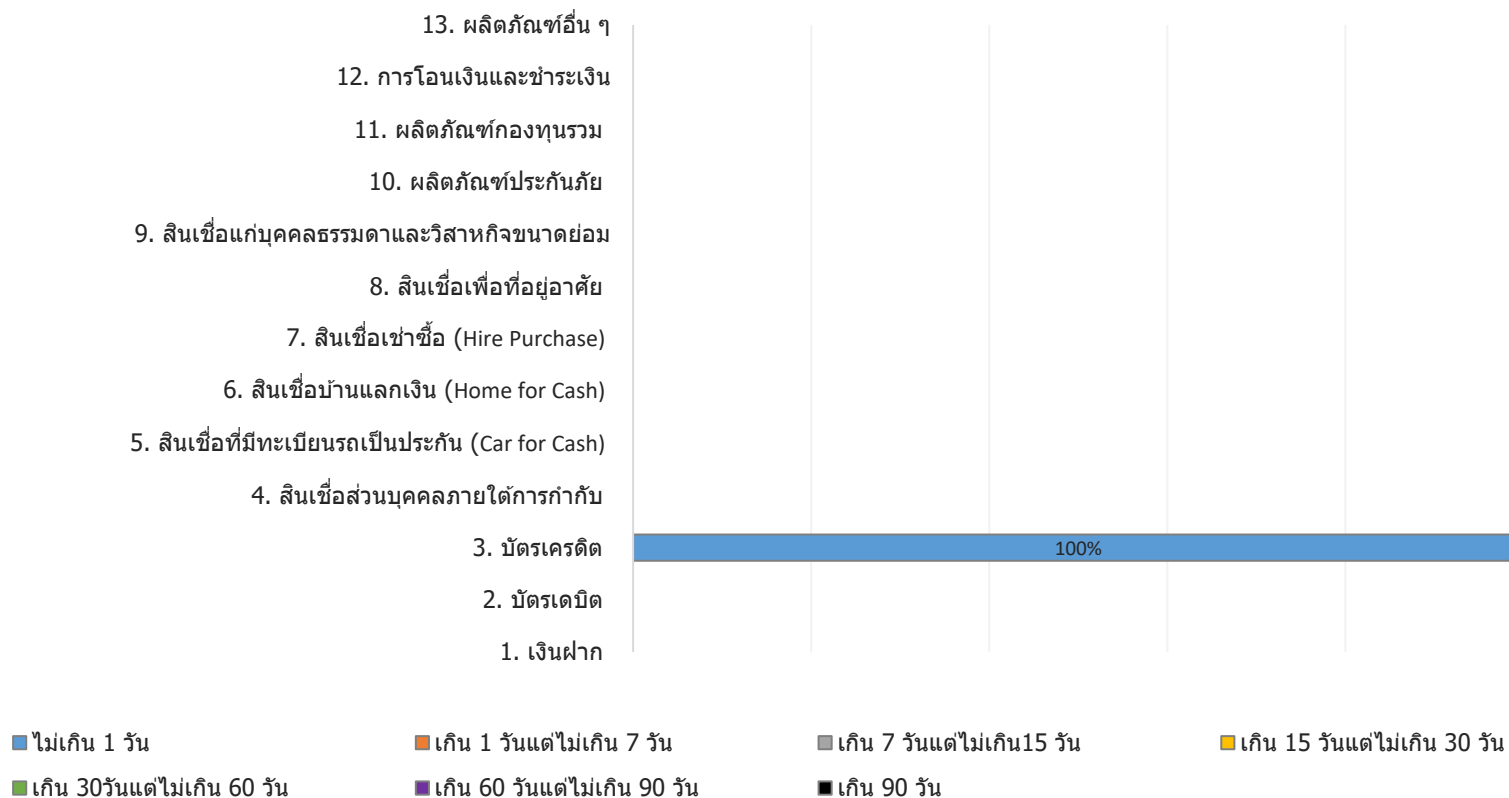 13. ผลิตภัณฑ์อื่น ๆ
12. การโอนเงินและชำระเงิน
11. ผลิตภัณฑ์กองทุนรวม
10. ผลิตภัณฑ์ประกันภัย
9. สินเชื่อแก่บุคคลธรรมดาและวิสาหกิจขนาดย่อม
8. สินเชื่อเพื่อที่อยู่อาศัย
7. สินเชื่อเช่าซื้อ (Hire Purchase)
6. สินเชื่อบ้านแลกเงิน (Home for Cash)
5. สินเชื่อที่มีทะเบียนรถเป็นประกัน (Car for Cash)
4. สินเชื่อส่วนบุคคลภายใต้การกำกับ
3. บัตรเครดิต 100%
2. บัตรเดบิต
1. เงินฝาก
ไม่เกิน 1 วัน เกิน 1 วันแต่ไม่เกิน 7 วัน เกิน 7 วันแต่ไม่เกิน15 วัน เกิน 15 วันแต่ไม่เกิน 30 วัน
เกิน 30วันแต่ไม่เกิน 60 วัน เกิน 60 วันแต่ไม่เกิน 90 วัน เกิน 90 วัน